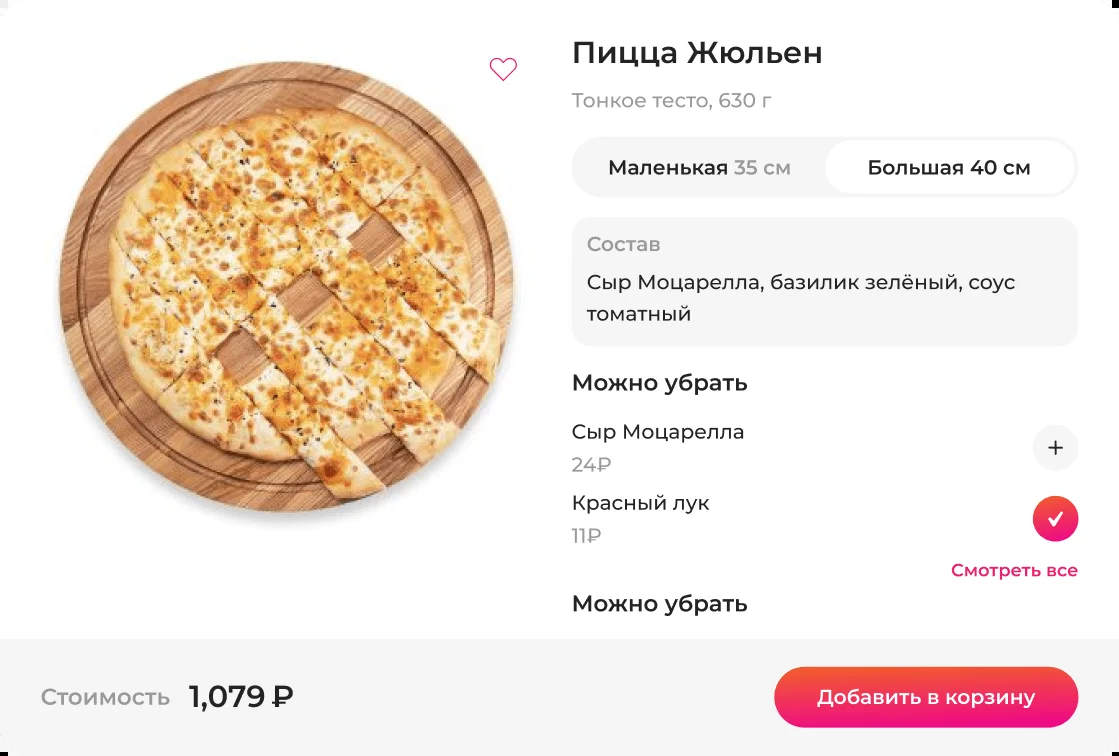 Пицца Жюльен
Тонкое тесто, 630 г
Маленькая 35 см
Большая 40 см
Состав
Сыр Моцарелла, базилик зелёный, соус
томатный
Можно убрать
Сыр Моцарелла
24₽
Красный лук
11₽
Смотреть все
Можно убрать
Стоимость 1,079 ₽
Добавить в корзину